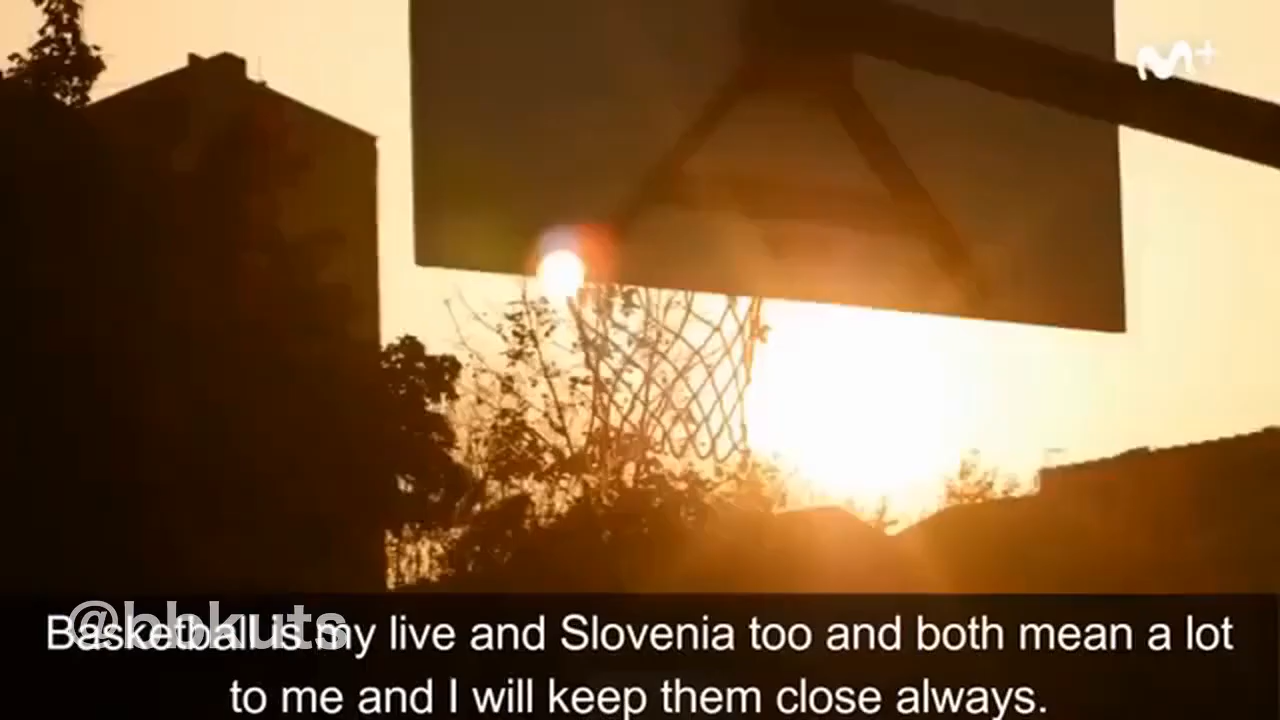 M+
@bbkuts
Basketball is my live and Slovenia too and both mean a lot
to me and I will keep them close always.